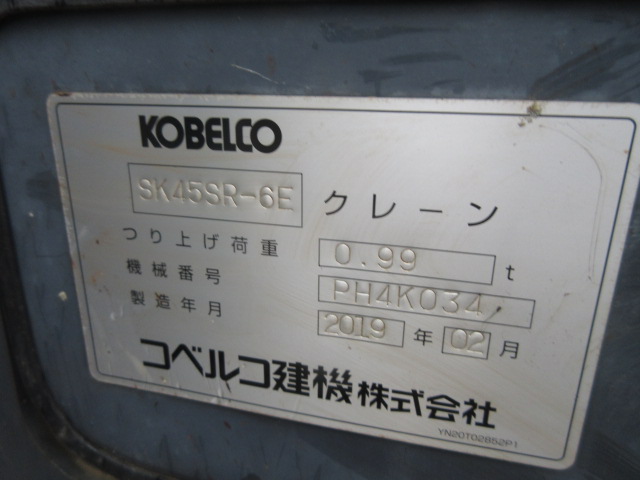 KOBELCO
SK45SR-6E クレーン
つり上げ荷重 0.99 t
機械番号 PH4K034
製造年月 2019 年 02 月
コベルコ建機株式会社
YN20T02852P1